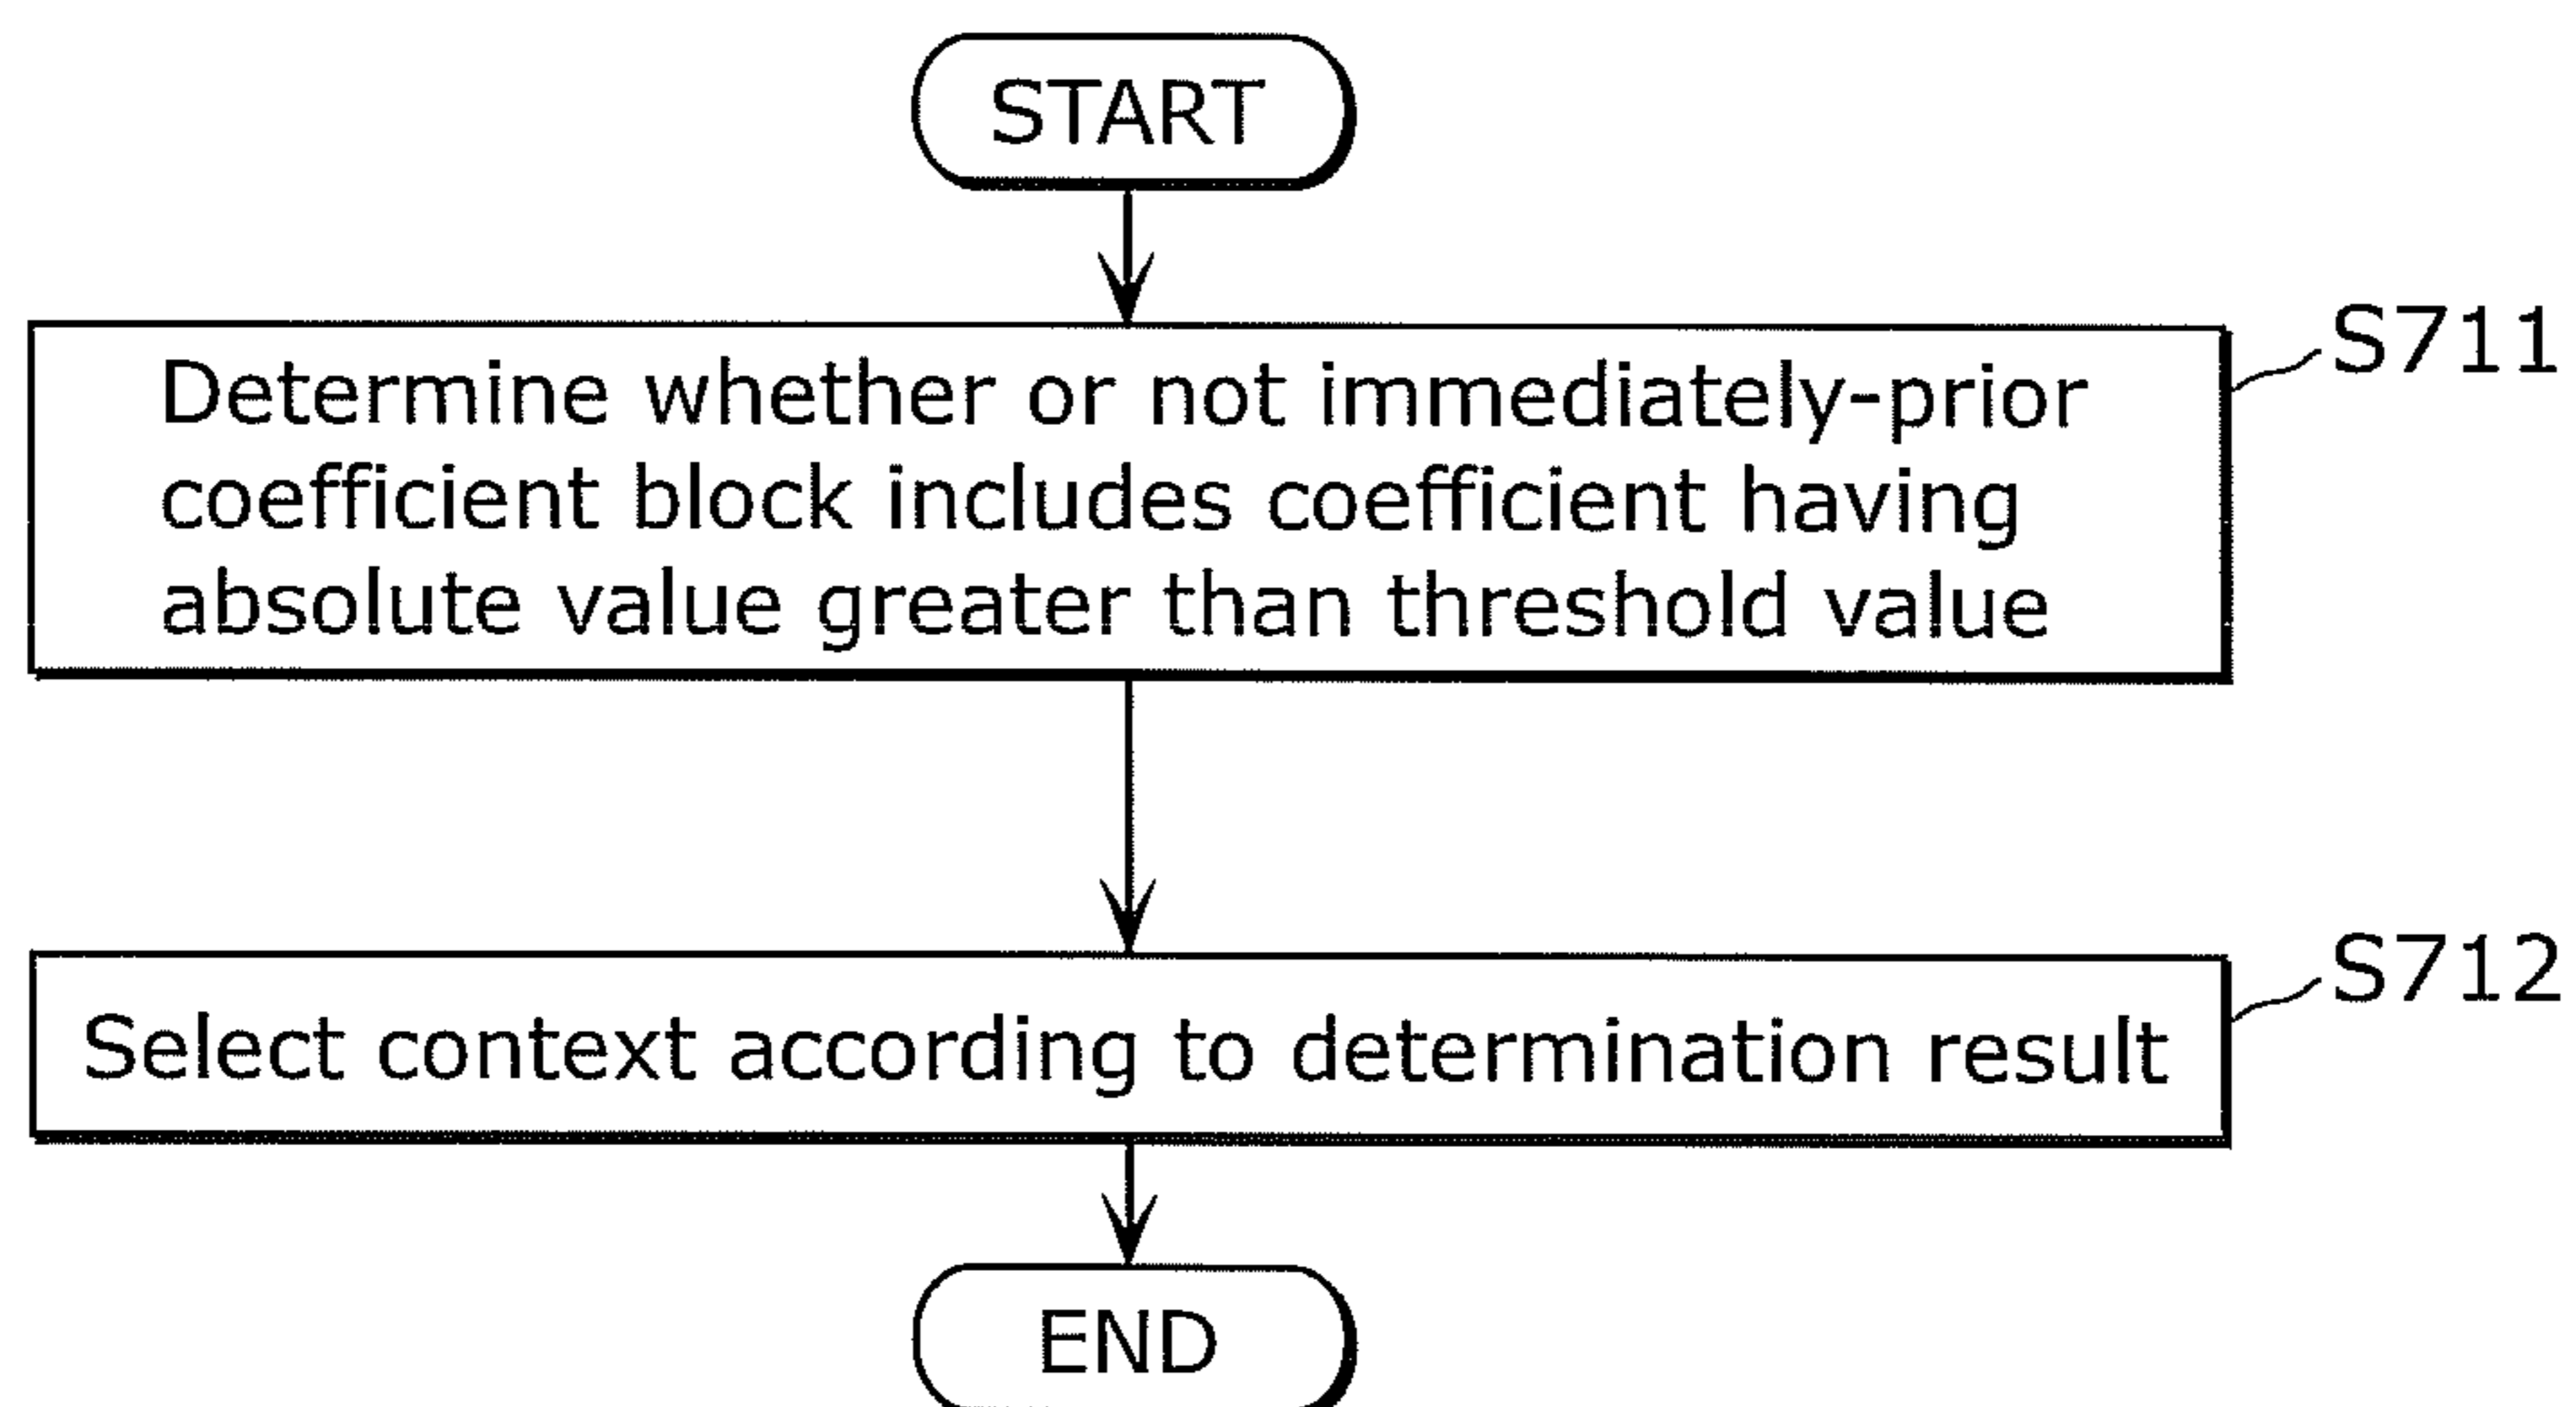 START
Determine whether or not immediately-prior
coefficient block includes coefficient having
absolute value greater than threshold value
S711
Select context according to determination result
S712
END